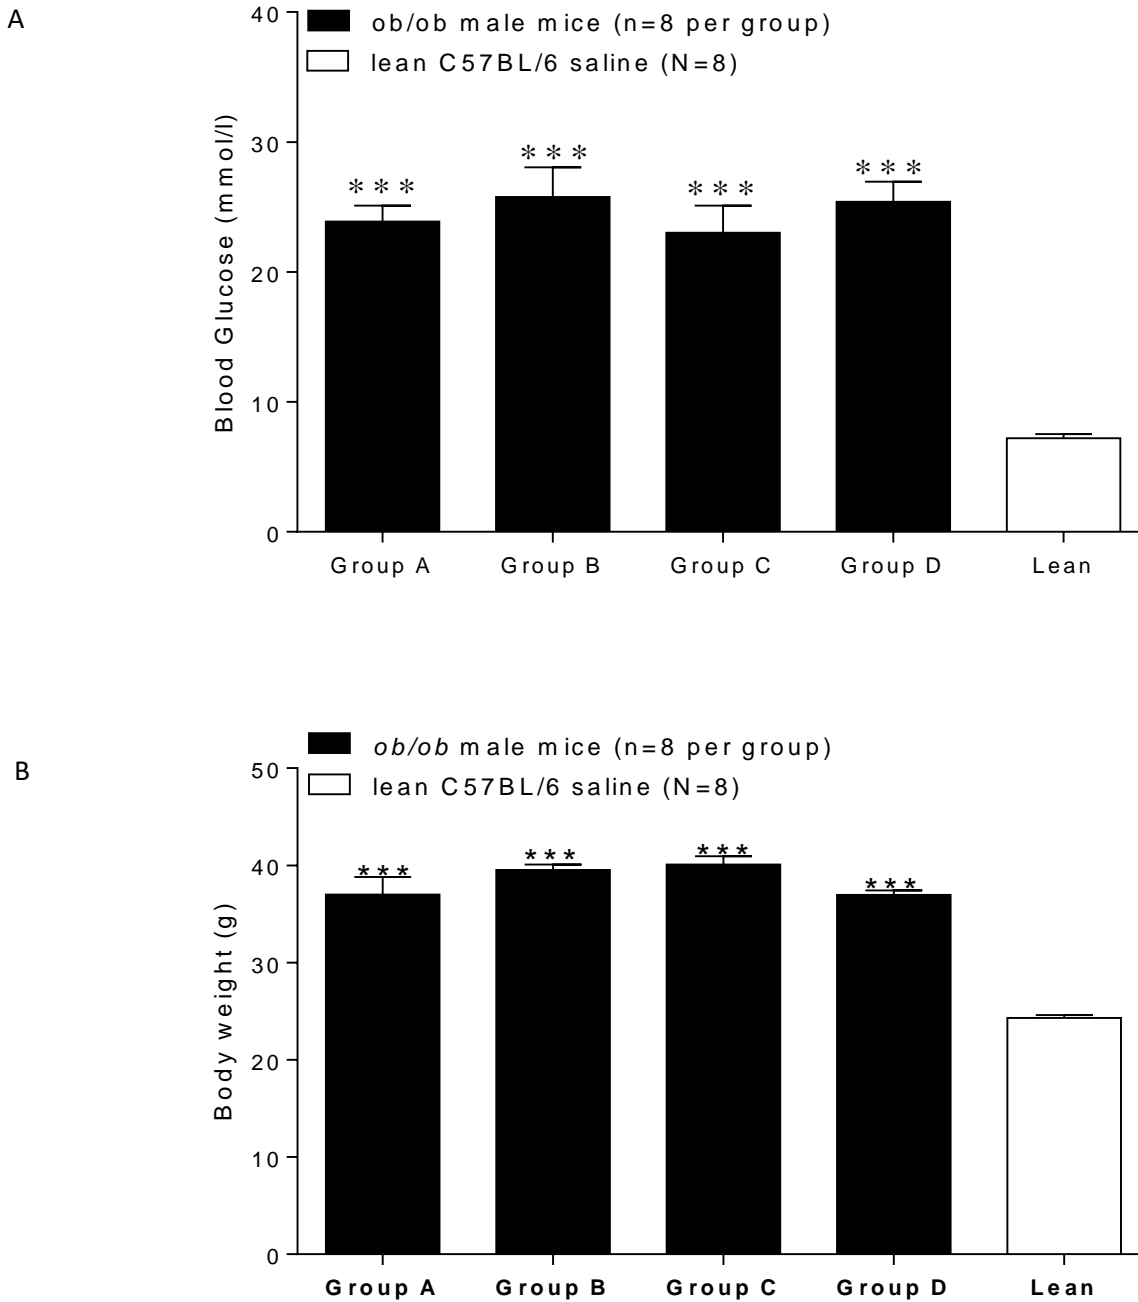 A
ob/ob male mice (n=8 per group)
lean C57BL/6 saline (N=8)
Blood Glucose (mmol/l)
40
30
20
10
0
*** *** *** ***
Group A Group B Group C Group D Lean
B
ob/ob male mice (n=8 per group)
lean C57BL/6 saline (N=8)
Body weight (g)
50
40
30
20
10
0
*** *** *** ***
Group A Group B Group C Group D Lean